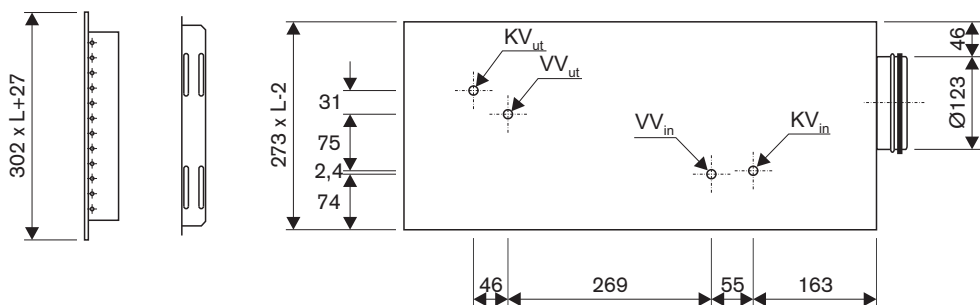 302 x L+27
273 x L-2
31
75
2,4
74
KVut
VVut
VVin
KVin
46
Ø123
46
269
55
163